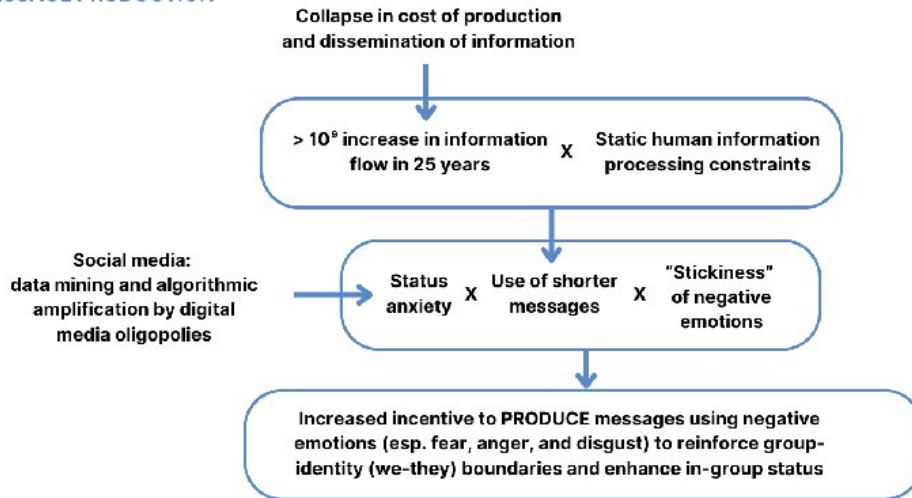 Collapse in cost of production
and dissemination of information
> 10⁹ increase in information
flow in 25 years
X
Static human information
processing constraints
Social media:
data mining and algorithmic
amplification by digital
media oligopolies
Status
anxiety
X
Use of shorter
messages
X
"Stickiness"
of negative
emotions
Increased incentive to PRODUCE messages using negative
emotions (esp. fear, anger, and disgust) to reinforce group-
identity (we-they) boundaries and enhance in-group status